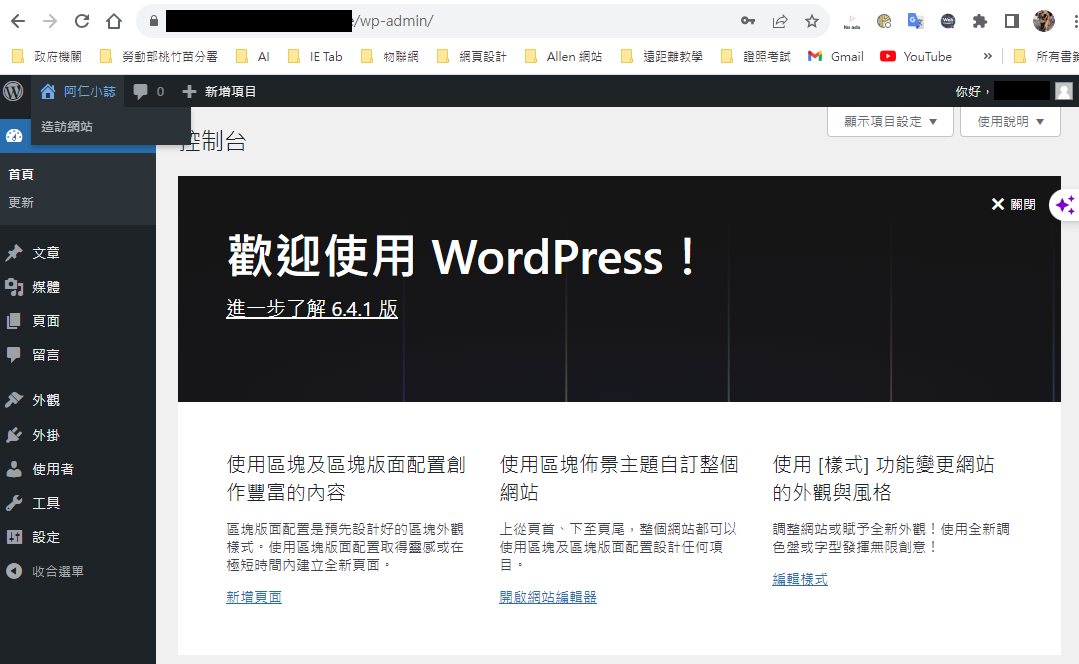 /wp-admin/
No ads
政府機關 勞動部桃竹苗分署 AI IE Tab 物聯網 網頁設計 Allen 網站 遠距離教學 證照考試 Gmail YouTube » 所有書籤
阿仁小誌 0 新增項目 你好，
造訪網站
控制台
顯示項目設定 ▼ 使用說明 ▼
首頁
更新
文章
媒體
頁面
留言
外觀
外掛
使用者
工具
設定
收合選單
關閉
歡迎使用 WordPress！
進一步了解 6.4.1 版
使用區塊及區塊版面配置創
作豐富的內容
區塊版面配置是預先設計好的區塊外觀
樣式。使用區塊版面配置取得靈感或在
極短時間內建立全新頁面。
新增頁面
使用區塊佈景主題自訂整個
網站
上從頁首、下至頁尾，整個網站都可以
使用區塊及區塊版面配置設計任何項
目。
開啟網站編輯器
使用 [樣式] 功能變更網站
的外觀與風格
調整網站或賦予全新外觀！使用全新調
色盤或字型發揮無限創意！
編輯樣式